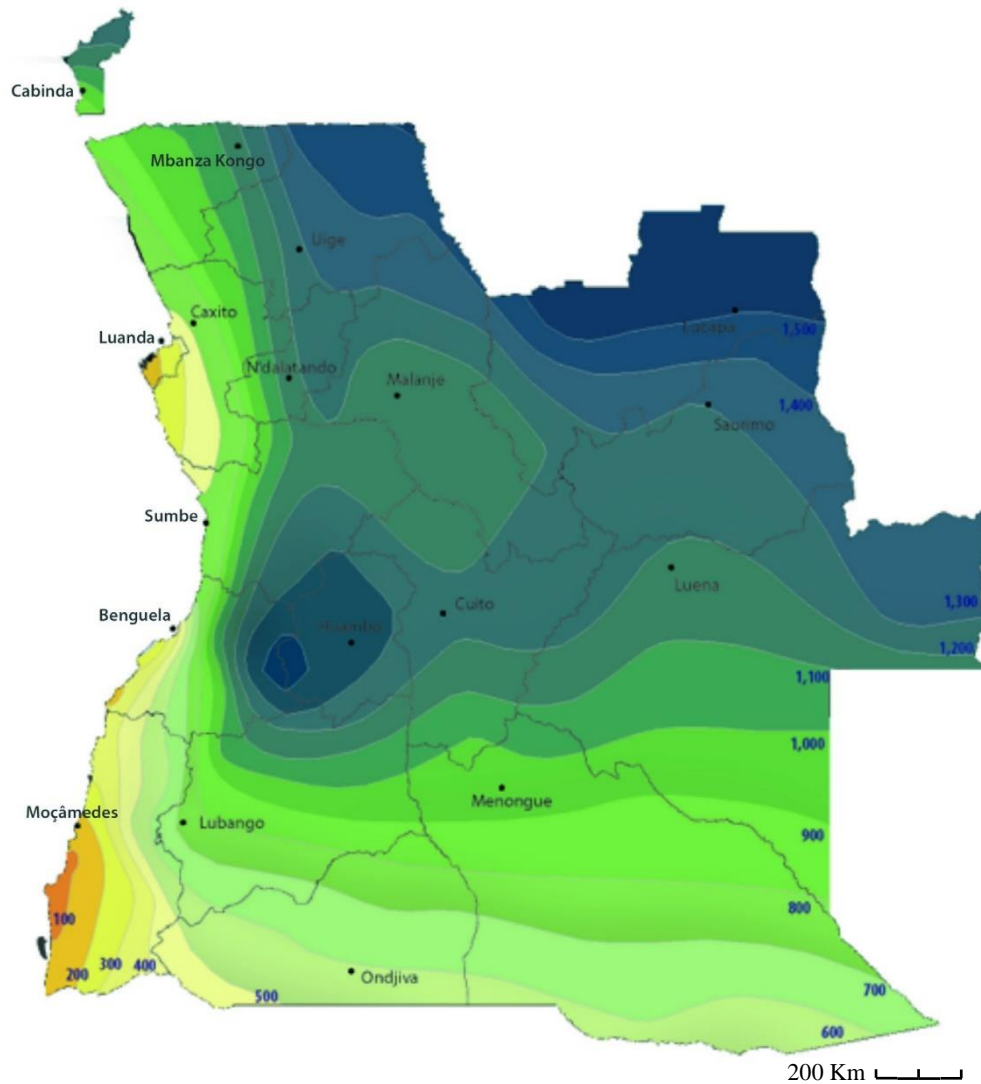 Cabinda
Mbanza Kongo
Uige
Caxito
Lucapa
1,500
Luanda
N'dalatando
Malanje
1,400
Saurimo
Sumbe
Luena
1,300
Cuito
Benguela
Huambo
1,200
1,100
1,000
Menongue
Moçâmedes
Lubango
900
800
100
200
300
400
Ondjiva
500
700
600
200 Km